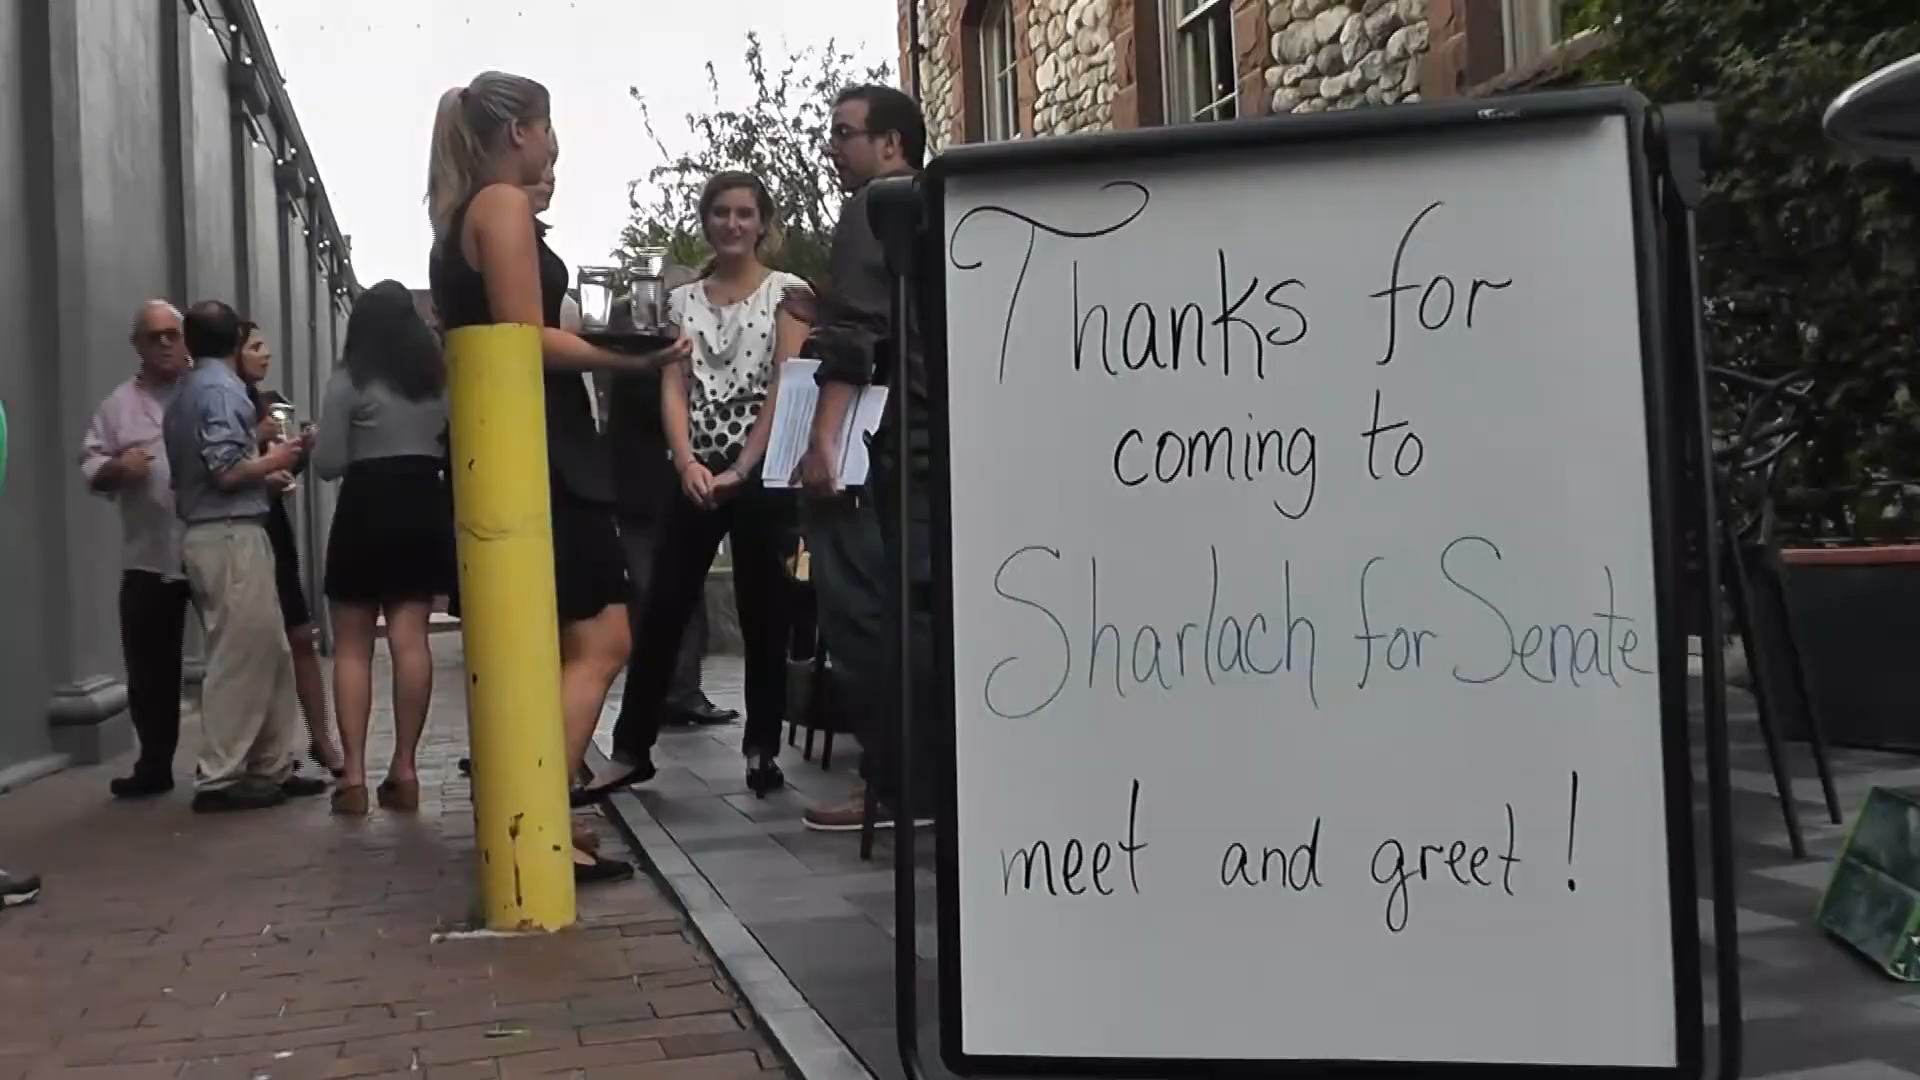 Thanks for
coming to
Sharlach for Senate
meet and greet!